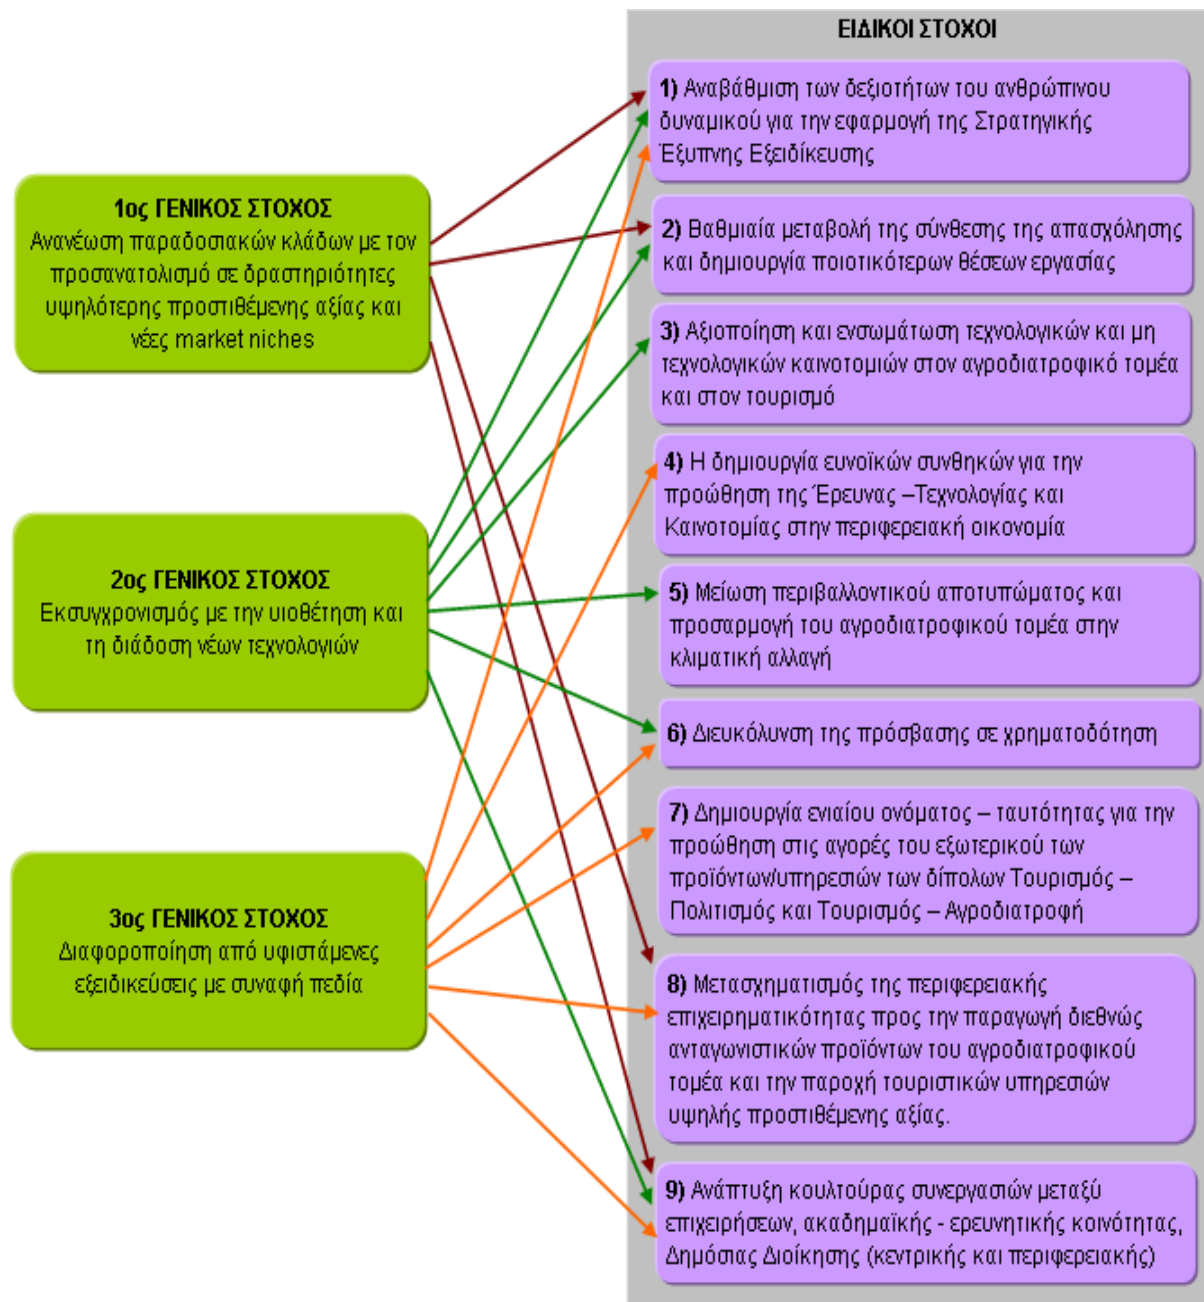 ΕΙΔΙΚΟΙ ΣΤΟΧΟΙ
1ος ΓΕΝΙΚΟΣ ΣΤΟΧΟΣ
Ανανέωση παραδοσιακών κλάδων με τον
προσανατολισμό σε δραστηριότητες
υψηλότερης προστιθέμενης αξίας και
νέες market niches
2ος ΓΕΝΙΚΟΣ ΣΤΟΧΟΣ
Εκσυγχρονισμός με την υιοθέτηση και
τη διάδοση νέων τεχνολογιών
3ος ΓΕΝΙΚΟΣ ΣΤΟΧΟΣ
Διαφοροποίηση από υφιστάμενες
εξειδικεύσεις με συναφή πεδία
1) Αναβάθμιση των δεξιοτήτων του ανθρώπινου
δυναμικού για την εφαρμογή της Στρατηγικής
Έξυπνης Εξειδίκευσης
2) Βαθμιαία μεταβολή της σύνθεσης της απασχόλησης
και δημιουργία ποιοτικότερων θέσεων εργασίας
3) Αξιοποίηση και ενσωμάτωση τεχνολογικών και μη
τεχνολογικών καινοτομιών στον αγροδιατροφικό τομέα
και στον τουρισμό
4) Η δημιουργία ευνοϊκών συνθηκών για την
προώθηση της Έρευνας –Τεχνολογίας και
Καινοτομίας στην περιφερειακή οικονομία
5) Μείωση περιβαλλοντικού αποτυπώματος και
προσαρμογή του αγροδιατροφικού τομέα στην
κλιματική αλλαγή
6) Διευκόλυνση της πρόσβασης σε χρηματοδότηση
7) Δημιουργία ενιαίου ονόματος – ταυτότητας για την
προώθηση στις αγορές του εξωτερικού των
προϊόντων/υπηρεσιών των δίπολων Τουρισμός –
Πολιτισμός και Τουρισμός – Αγροδιατροφή
8) Μετασχηματισμός της περιφερειακής
επιχειρηματικότητας προς την παραγωγή διεθνώς
ανταγωνιστικών προϊόντων του αγροδιατροφικού
τομέα και την παροχή τουριστικών υπηρεσιών
υψηλής προστιθέμενης αξίας.
9) Ανάπτυξη κουλτούρας συνεργασιών μεταξύ
επιχειρήσεων, ακαδημαϊκής - ερευνητικής κοινότητας,
Δημόσιας Διοίκησης (κεντρικής και περιφερειακής)